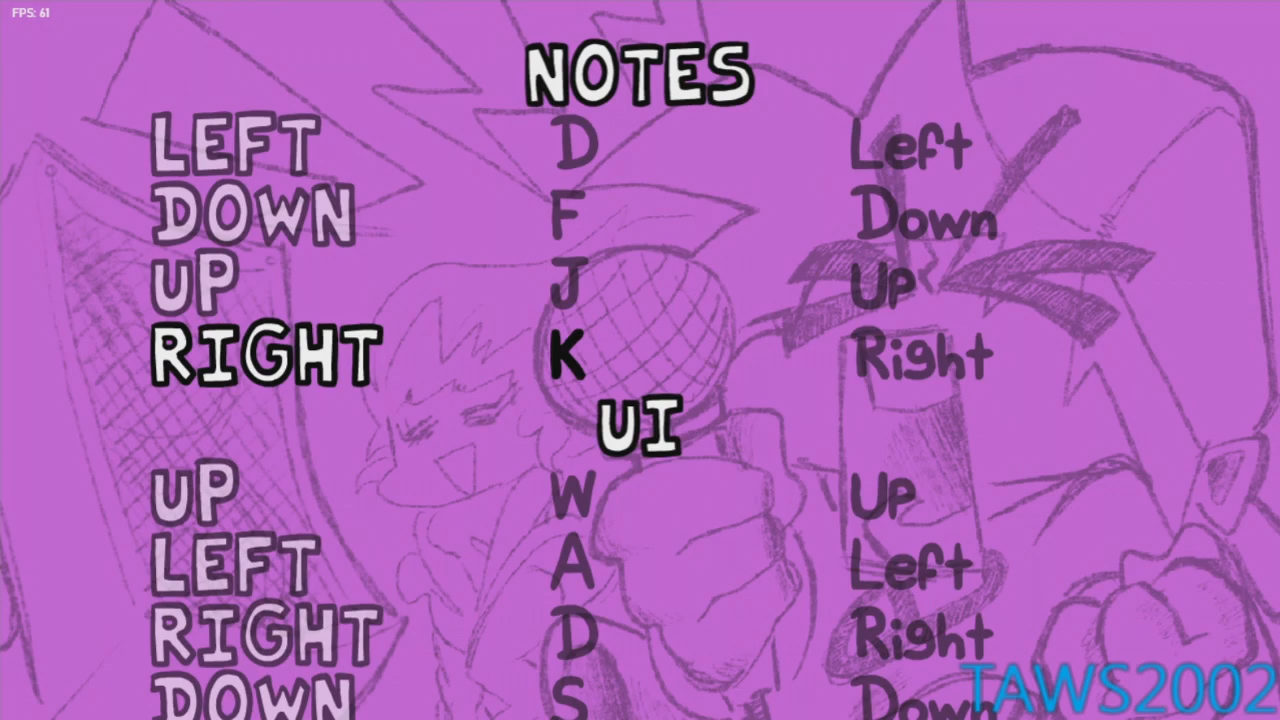 FPS: 61
NOTES
LEFT D Left
DOWN F Down
UP J Up
RIGHT K Right
UI
UP W Up
LEFT A Left
RIGHT D Right
DOWN S Down
TAWS2002